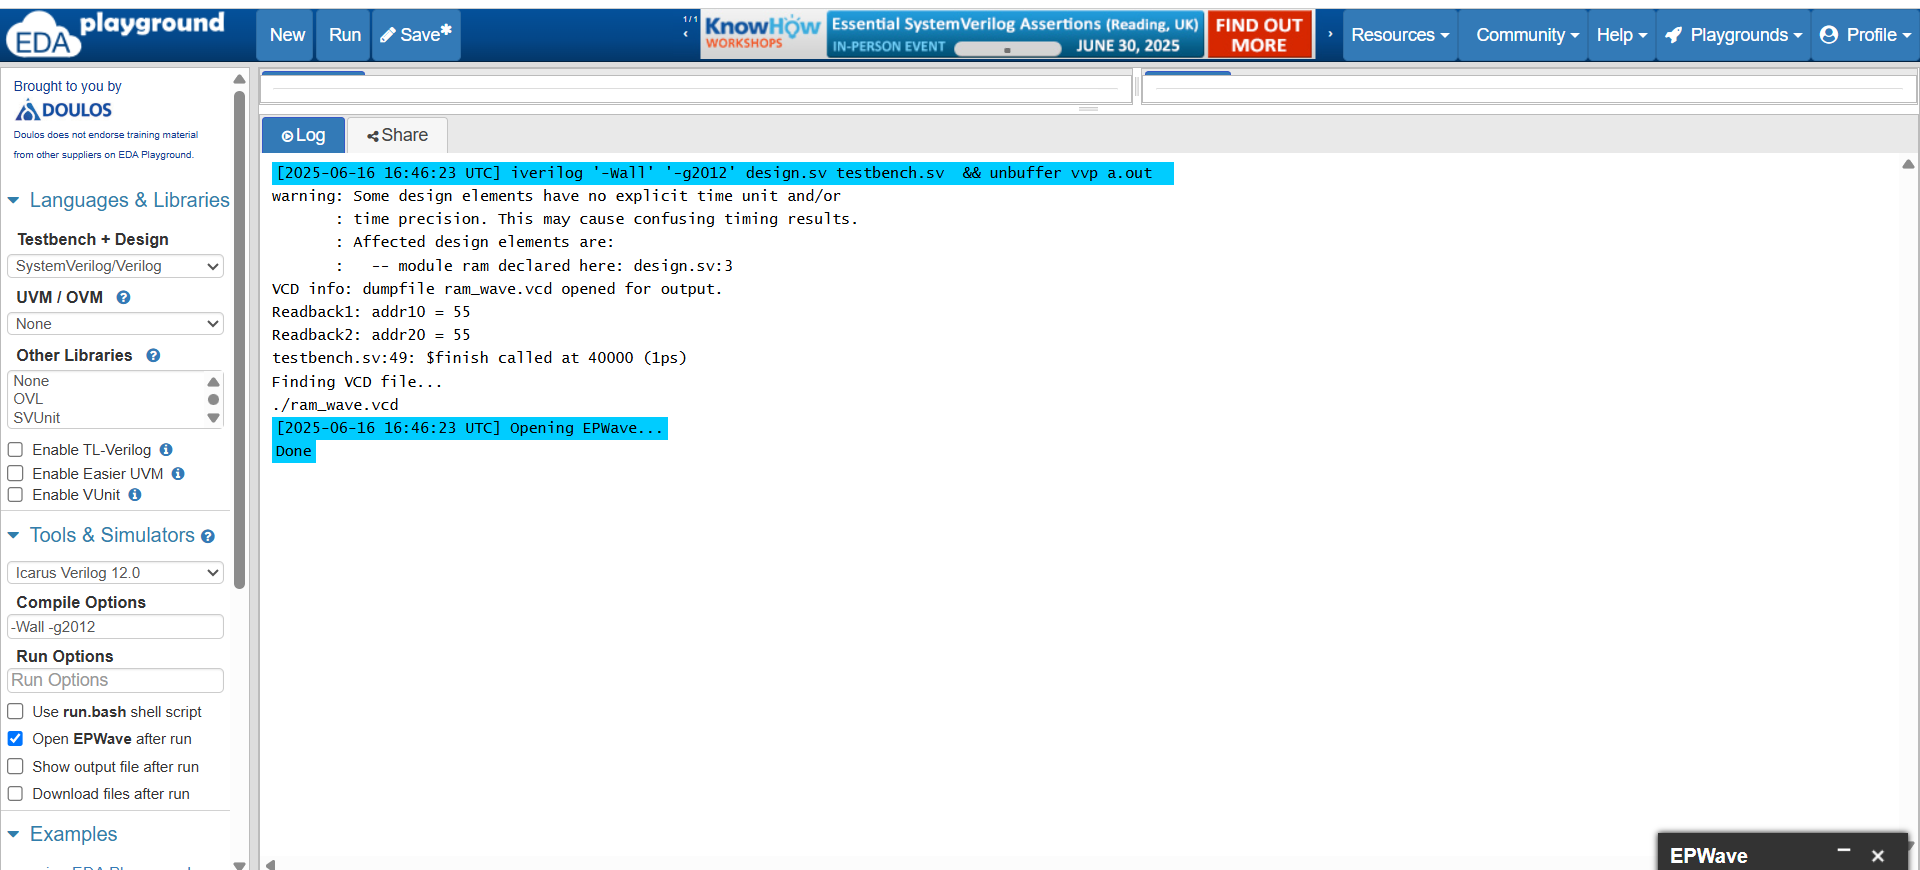 EDA playground
New
Run
Save*
1/1
KnowHow
WORKSHOPS
Essential SystemVerilog Assertions (Reading, UK)
IN-PERSON EVENT
JUNE 30, 2025
FIND OUT
MORE
Resources
Community
Help
Playgrounds
Profile
Brought to you by
DOULOS
Doulos does not endorse training material
from other suppliers on EDA Playground.
Languages & Libraries
Testbench + Design
SystemVerilog/Verilog
UVM / OVM
None
Other Libraries
None
OVL
SVUnit
Enable TL-Verilog
Enable Easier UVM
Enable VUnit
Tools & Simulators
Icarus Verilog 12.0
Compile Options
-Wall -g2012
Run Options
Run Options
Use run.bash shell script
Open EPWave after run
Show output file after run
Download files after run
Examples
Log
Share
[2025-06-16 16:46:23 UTC] iverilog '-Wall' '-g2012' design.sv testbench.sv  && unbuffer vvp a.out
warning: Some design elements have no explicit time unit and/or
       : time precision. This may cause confusing timing results.
       : Affected design elements are:
       :   -- module ram declared here: design.sv:3
VCD info: dumpfile ram_wave.vcd opened for output.
Readback1: addr10 = 55
Readback2: addr20 = 55
testbench.sv:49: $finish called at 40000 (1ps)
Finding VCD file...
./ram_wave.vcd
[2025-06-16 16:46:23 UTC] Opening EPWave...
Done
EPWave